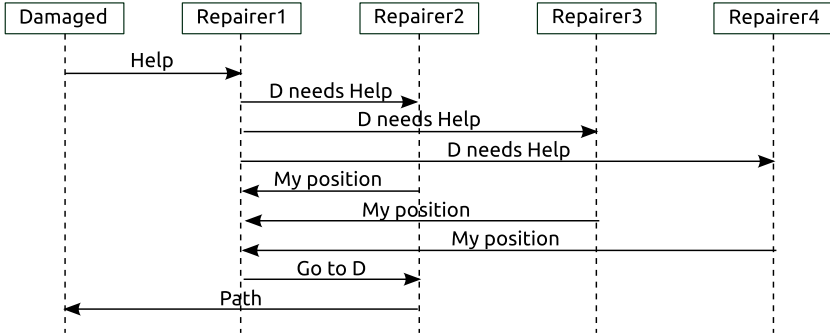 Damaged
Repairer1
Repairer2
Repairer3
Repairer4
Help
D needs Help
D needs Help
D needs Help
My position
My position
My position
Go to D
Path